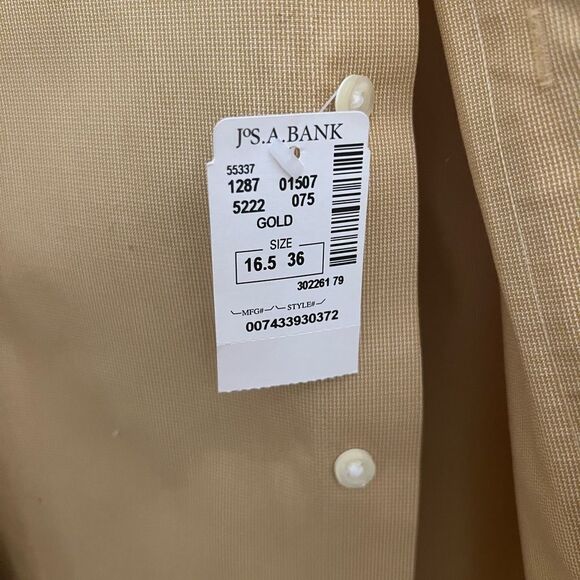 JOS.A.BANK
55337
1287 01507
5222 075
GOLD
SIZE
16.5 36
302261 79
MFG# STYLE#
007433930372